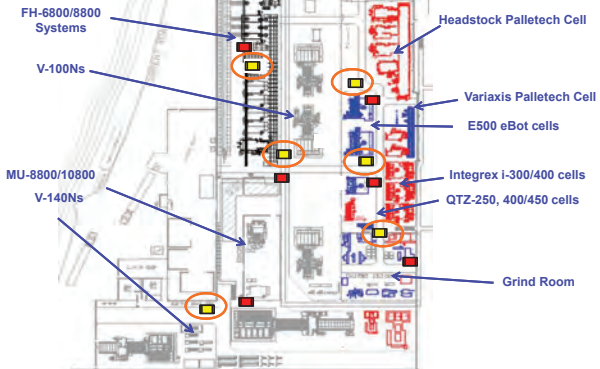 FH-6800/8800
Systems
V-100Ns
MU-8800/10800
V-140Ns
Headstock Palletech Cell
Variaxis Palletech Cell
E500 eBot cells
Integrex i-300/400 cells
QTZ-250, 400/450 cells
Grind Room